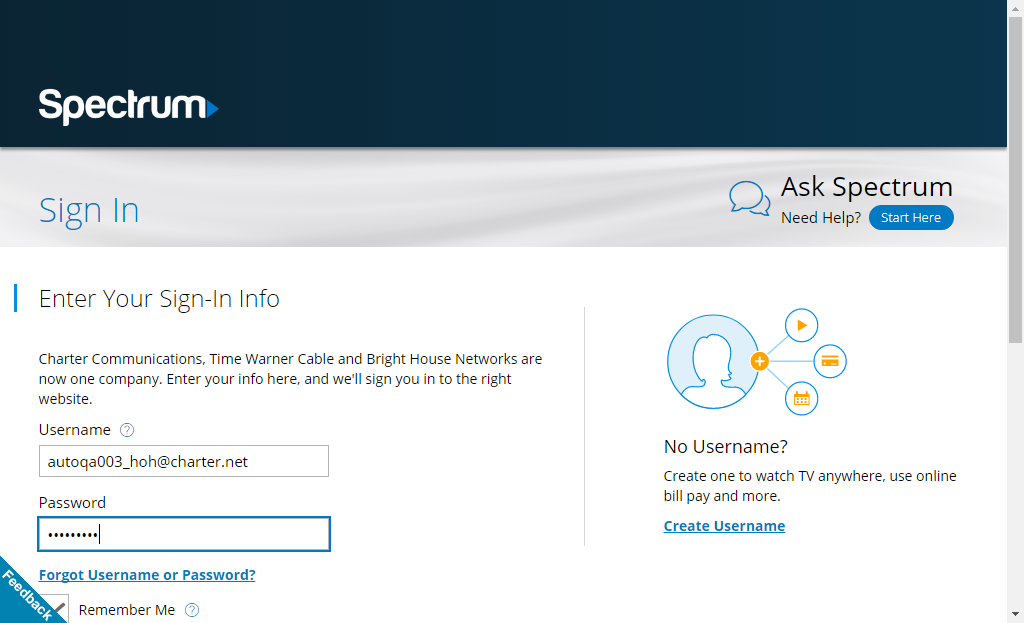 Spectrum
Sign In
Ask Spectrum
Need Help? Start Here
Enter Your Sign-In Info
Charter Communications, Time Warner Cable and Bright House Networks are
now one company. Enter your info here, and we'll sign you in to the right
website.
Username ?
autoqa003_hoh@charter.net
Password
•••••••••
Forgot Username or Password?
Remember Me ?
Feedback
No Username?
Create one to watch TV anywhere, use online
bill pay and more.
Create Username